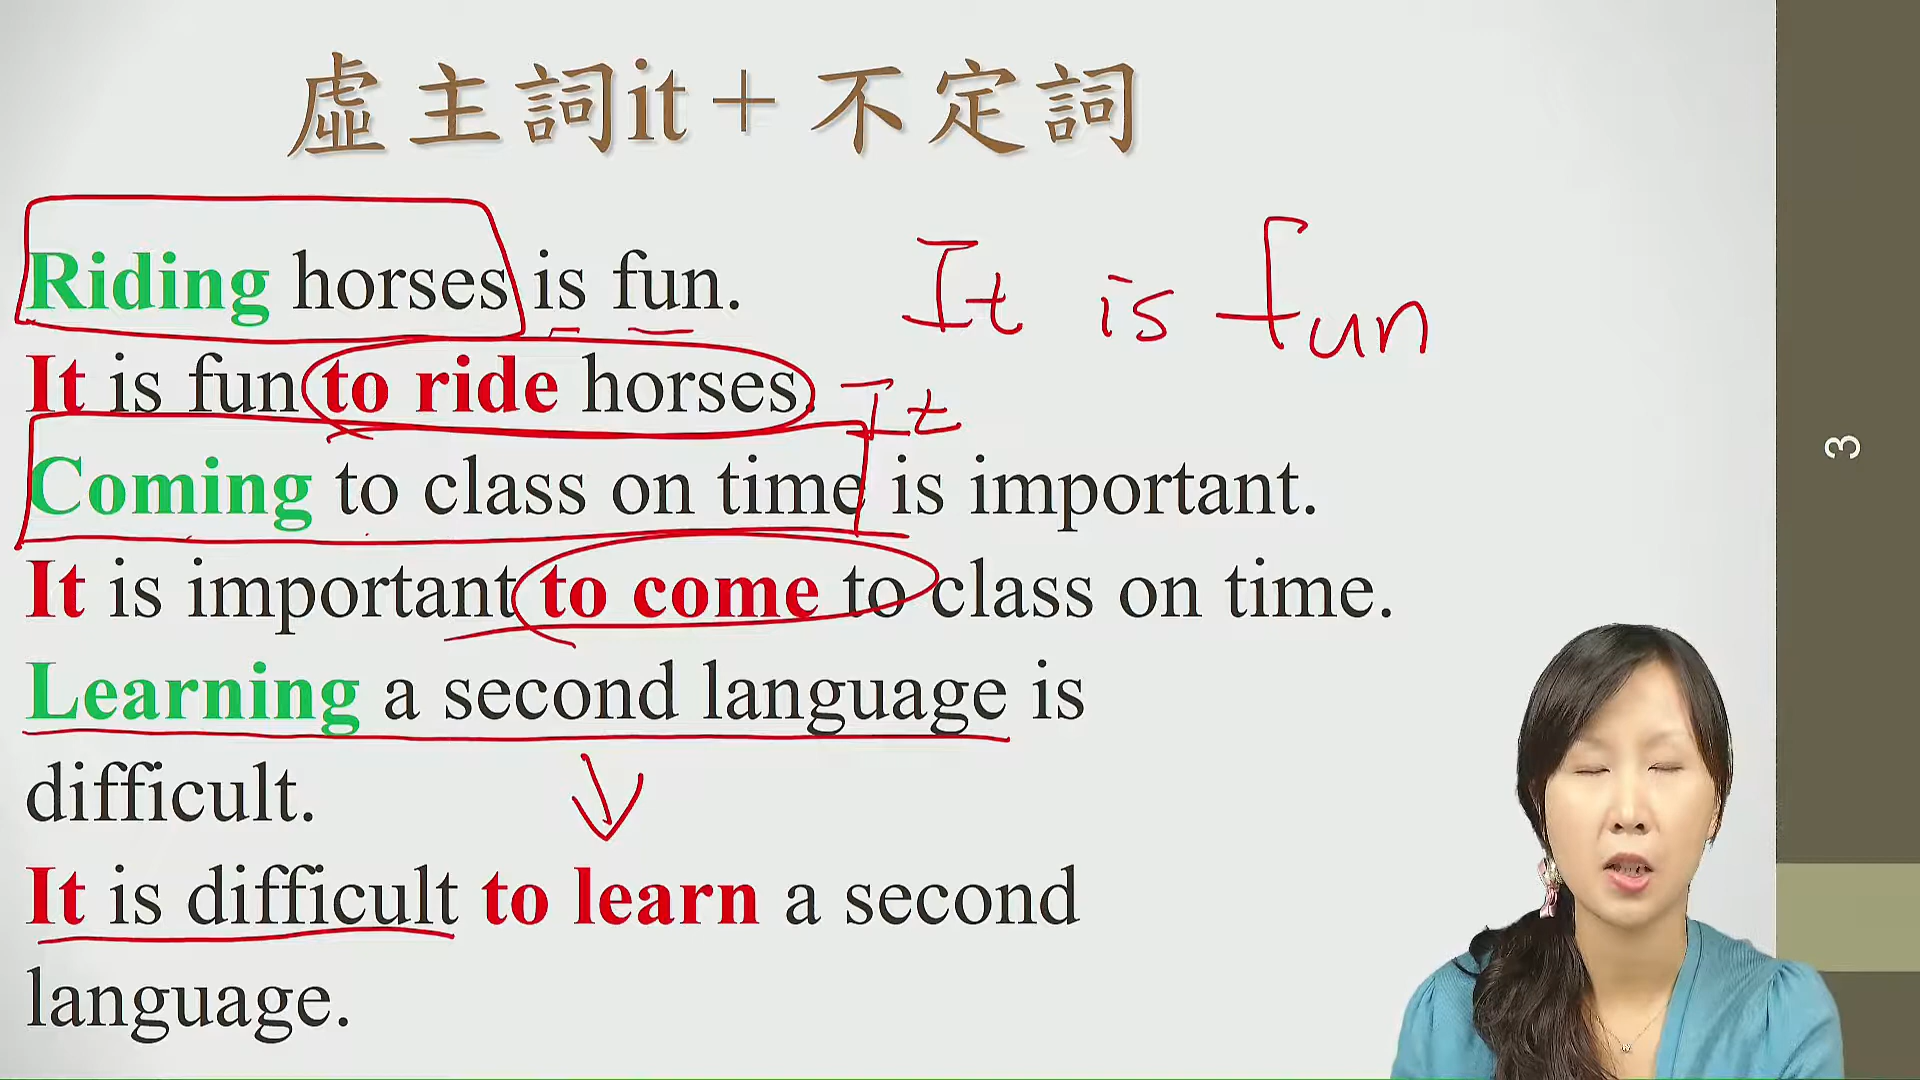 虛主詞it＋不定詞
Riding horses is fun.
It is fun
It is fun to ride horses.
It
Coming to class on time is important.
It is important to come to class on time.
Learning a second language is
difficult.
It is difficult to learn a second
language.
3